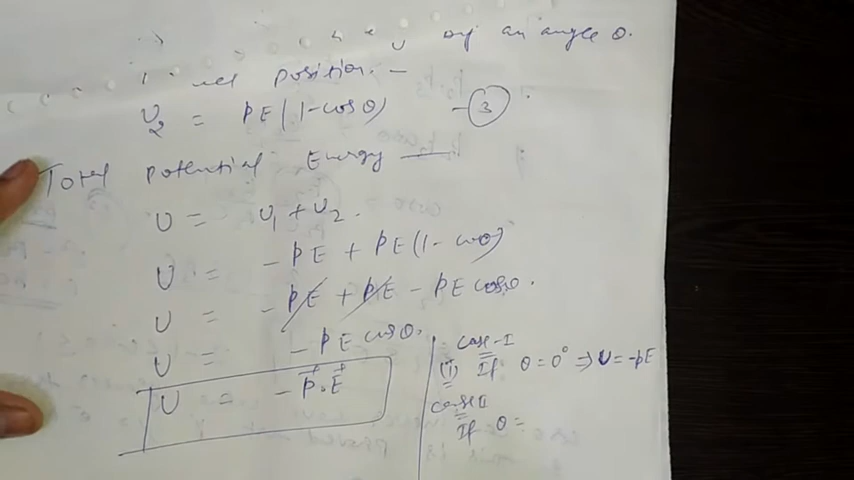 of an angle θ.
position. —
U₂ = PE(1-cosθ) —③.
Total potential Energy ——
U = U₁ + U₂.
U = -PE + PE(1-cosθ)
U = -PE + PE - PE cosθ.
U = -PE cosθ.
U = -P⃗.E⃗
Case-I
(i) If θ=0° ⇒ U=-PE
case II
If θ=